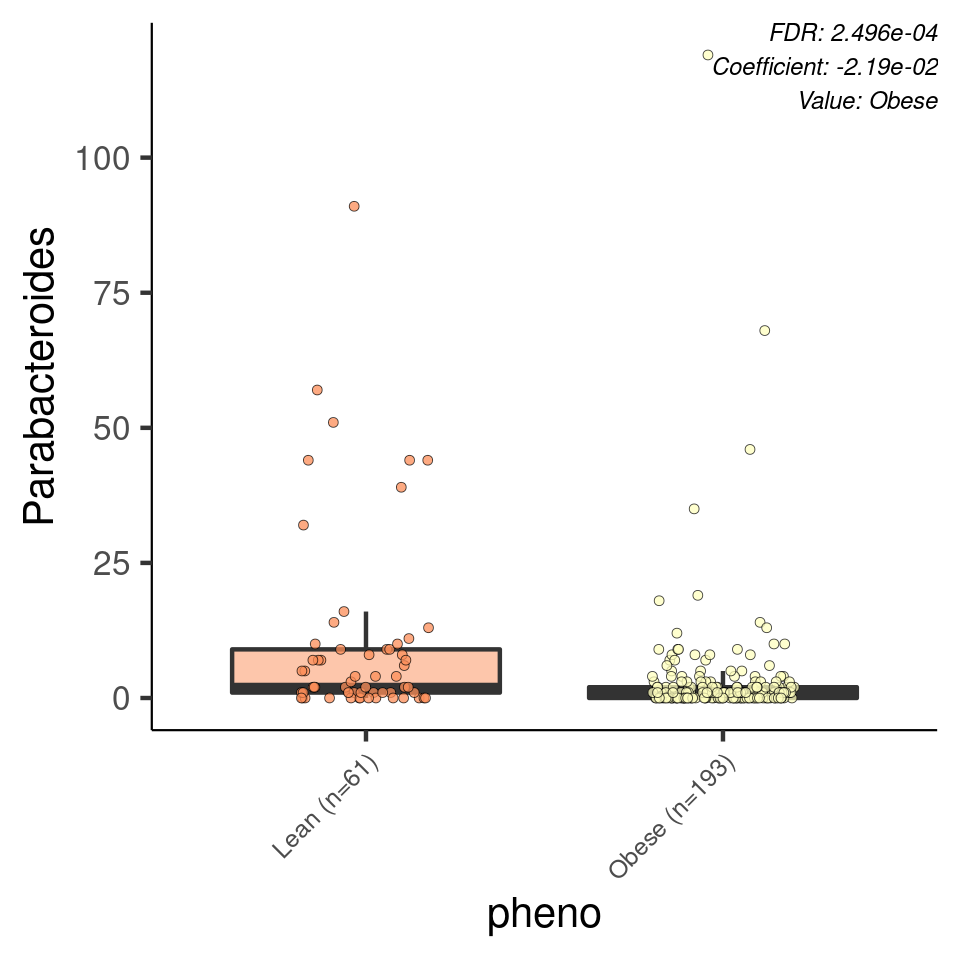 FDR: 2.496e-04
Coefficient: -2.19e-02
Value: Obese
Parabacteroides
100
75
50
25
0
Lean (n=61)
Obese (n=193)
pheno